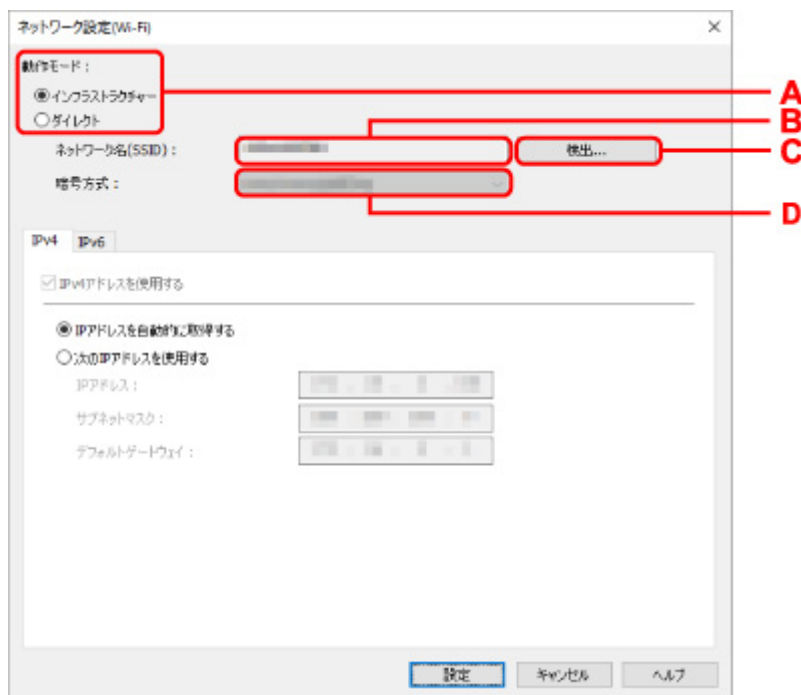 ネットワーク設定(Wi-Fi)
動作モード：
インフラストラクチャー
A
ダイレクト
B
ネットワーク名(SSID)：
検出...
C
暗号方式：
D
IPv4 IPv6
IPv4アドレスを使用する
IPアドレスを自動的に取得する
次のIPアドレスを使用する
IPアドレス：
サブネットマスク：
デフォルトゲートウェイ：
設定 キャンセル ヘルプ